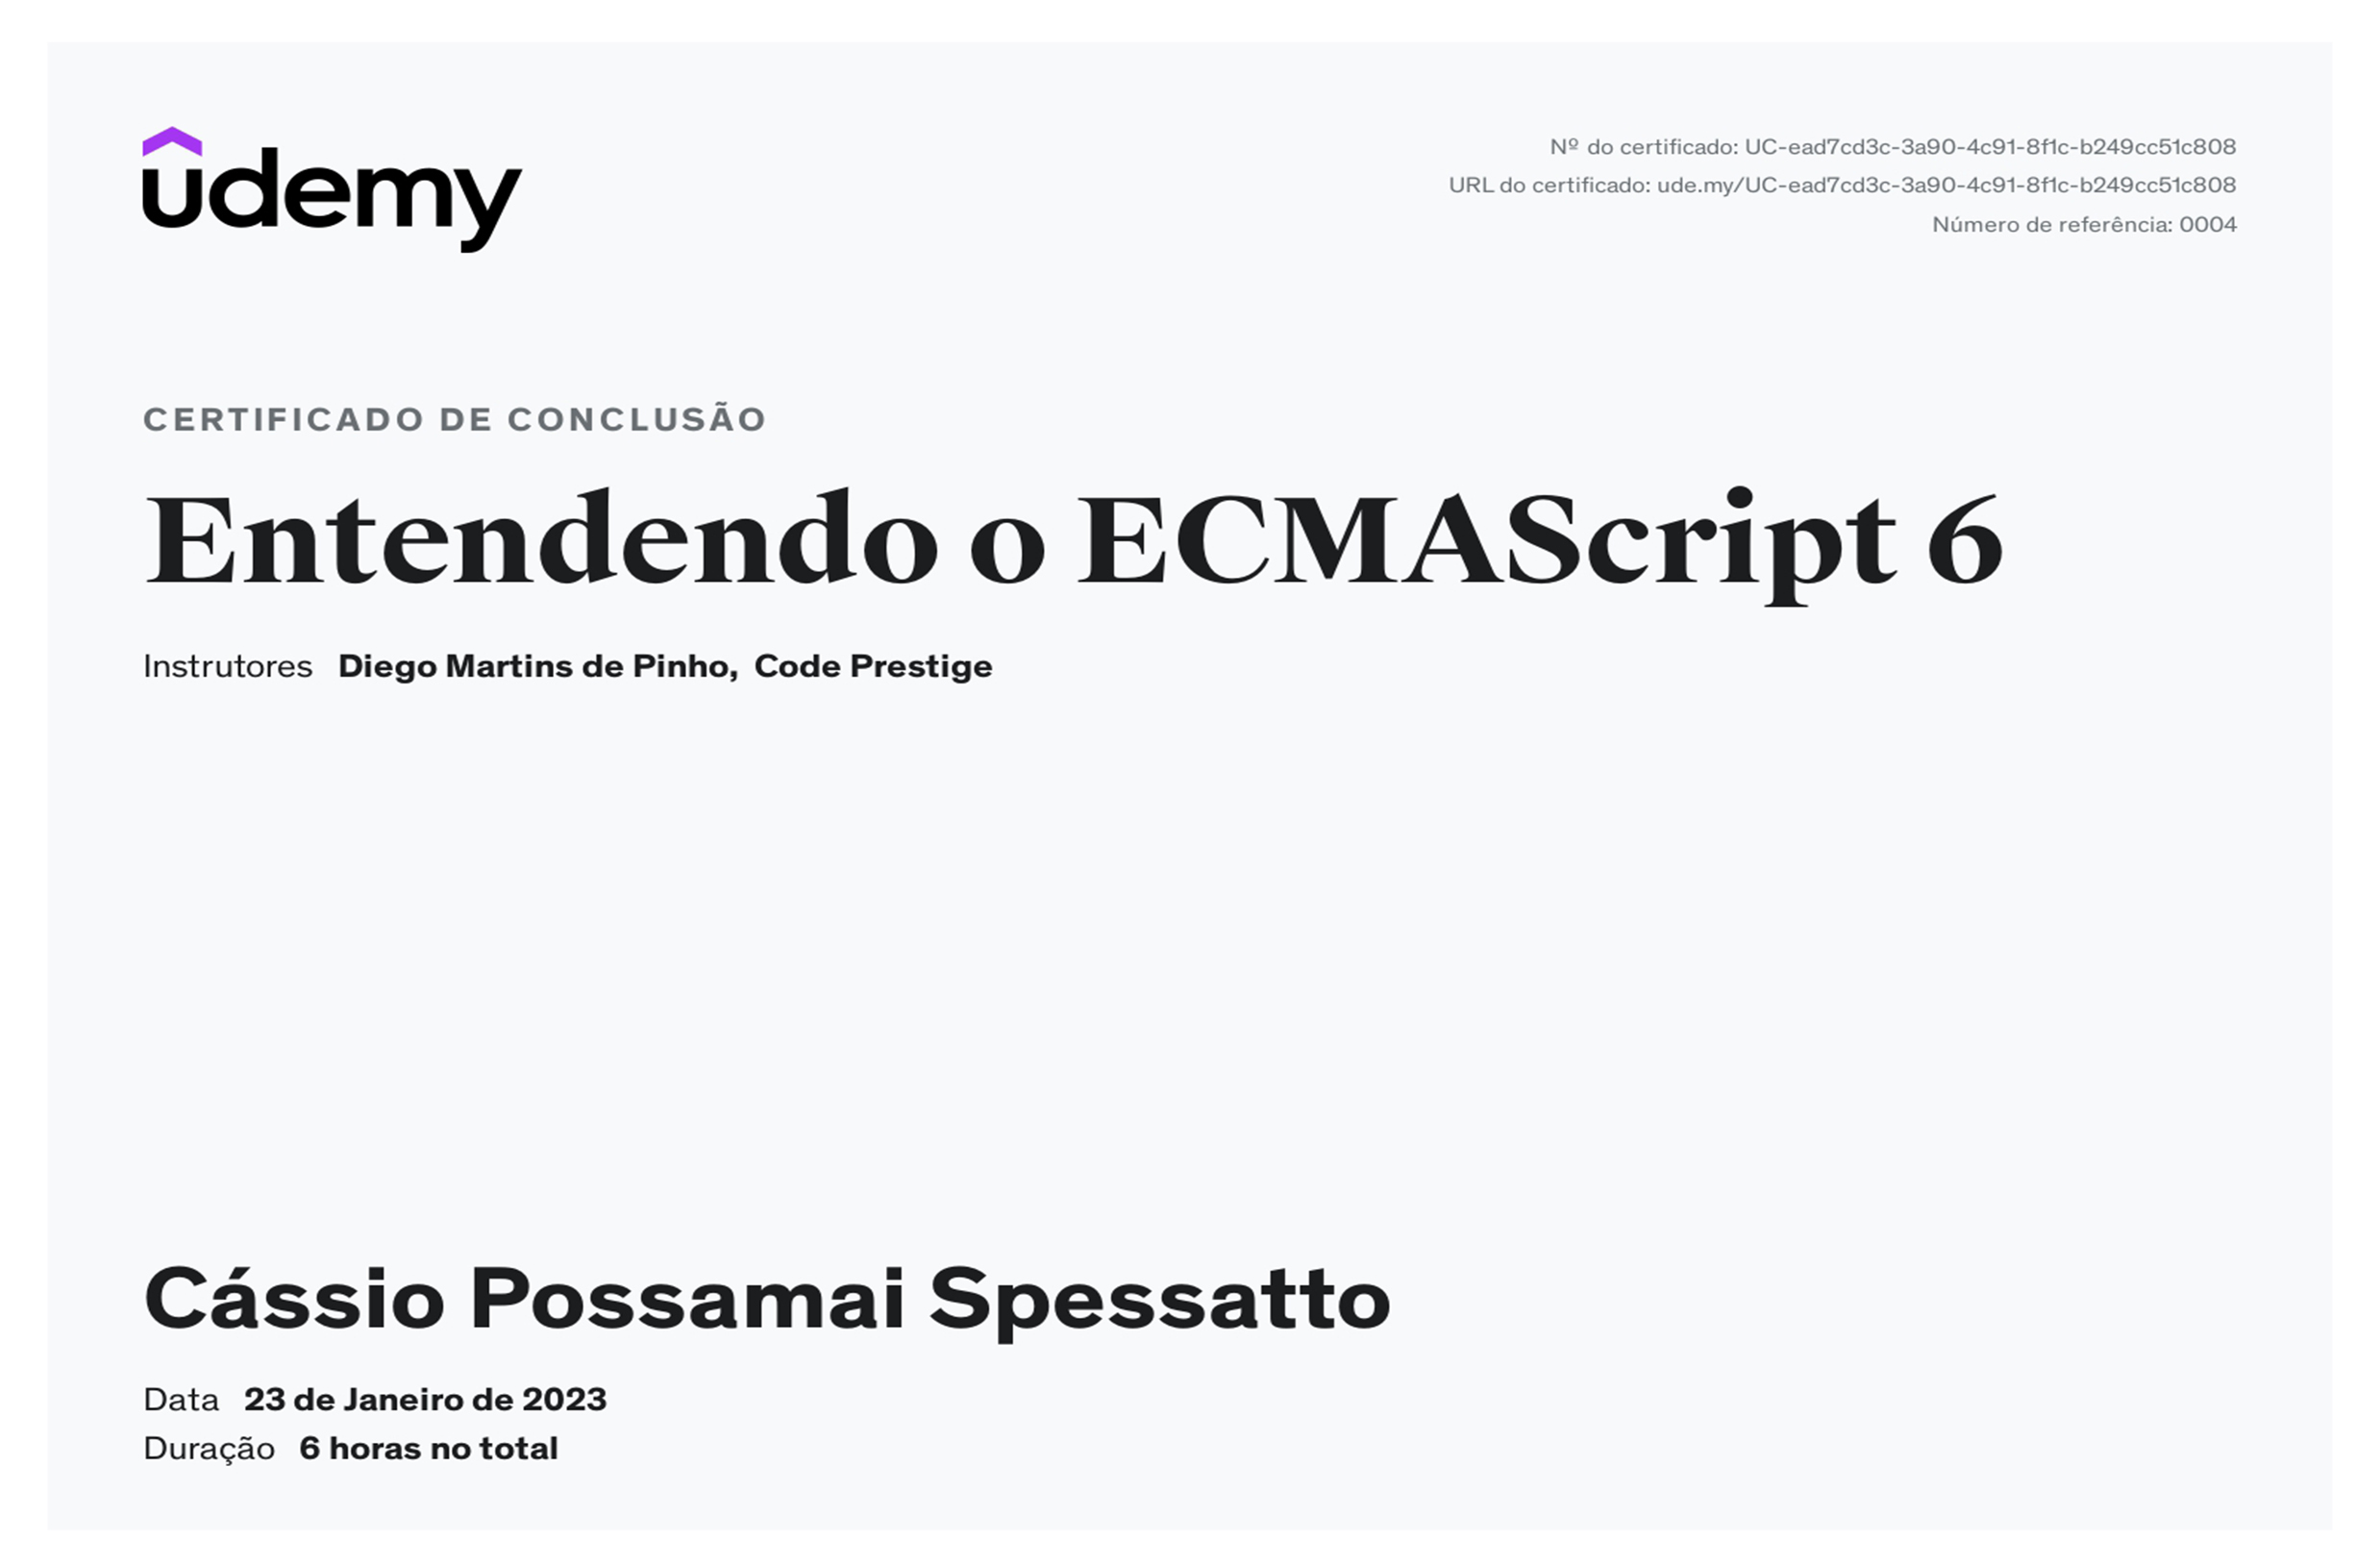 udemy
Nº do certificado: UC-ead7cd3c-3a90-4c91-8f1c-b249cc51c808
URL do certificado: ude.my/UC-ead7cd3c-3a90-4c91-8f1c-b249cc51c808
Número de referência: 0004
CERTIFICADO DE CONCLUSÃO
Entendendo o ECMAScript 6
Instrutores Diego Martins de Pinho, Code Prestige
Cássio Possamai Spessatto
Data 23 de Janeiro de 2023
Duração 6 horas no total